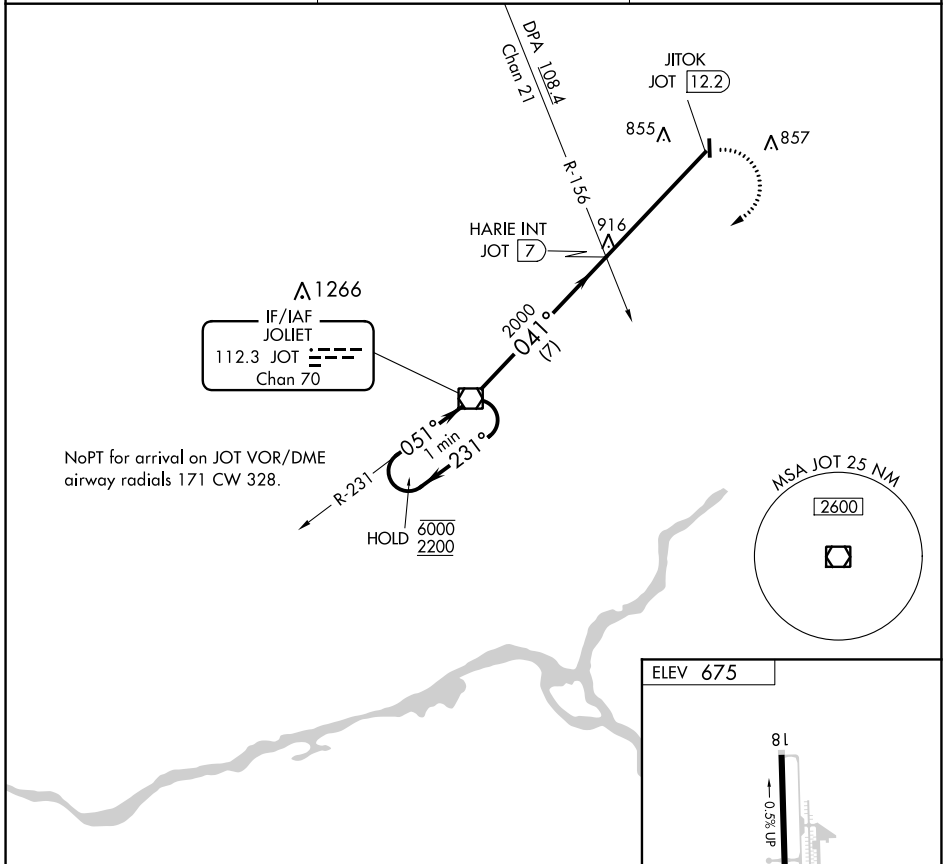 DPA 108.4
Chan 21
R-156
JITOK
JOT 12.2
855
857
HARIE INT
JOT 7
916
1266
IF/IAF
JOLIET
112.3 JOT
Chan 70
2000
041°
(7)
051°
1 min
231°
NoPT for arrival on JOT VOR/DME
airway radials 171 CW 328.
R-231
HOLD 6000
2200
MSA JOT 25 NM
2600
ELEV 675
18
0.5% UP